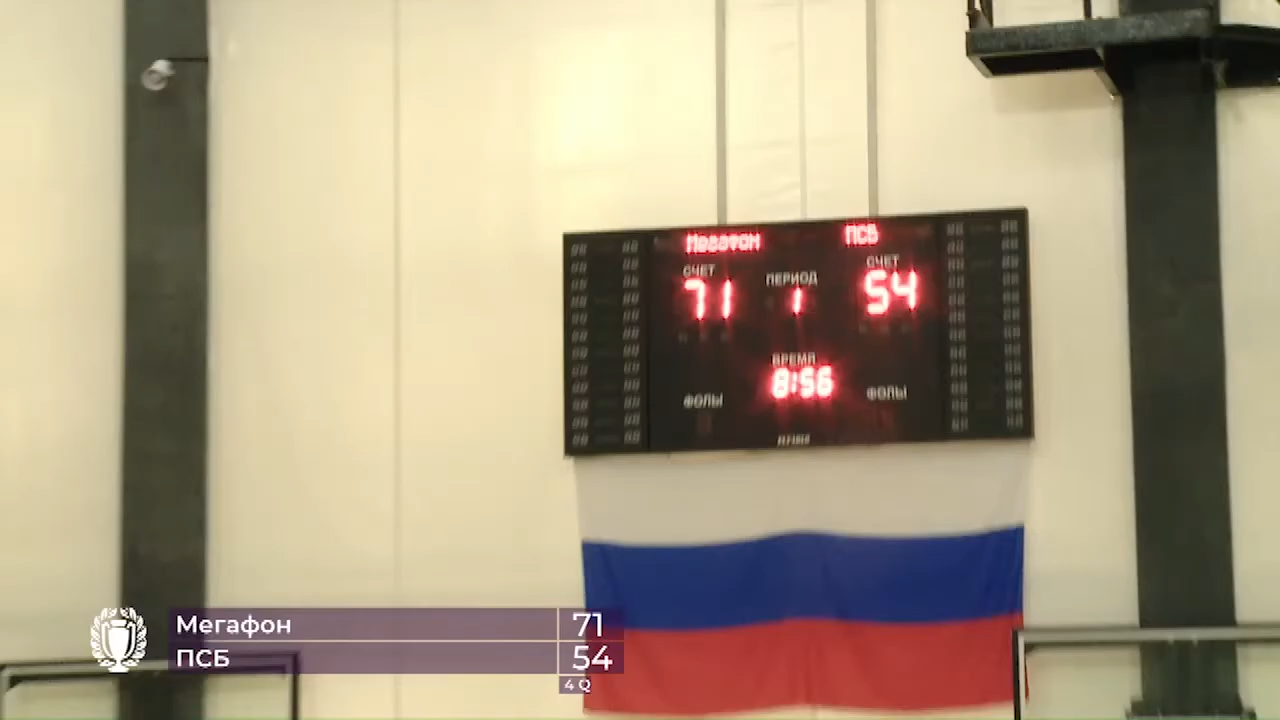 Мегафон ПСБ
СЧЕТ ПЕРИОД СЧЕТ
71 1 54
ВРЕМЯ
8:56
ФОЛЫ ФОЛЫ
Мегафон 71
ПСБ 54
4 Q